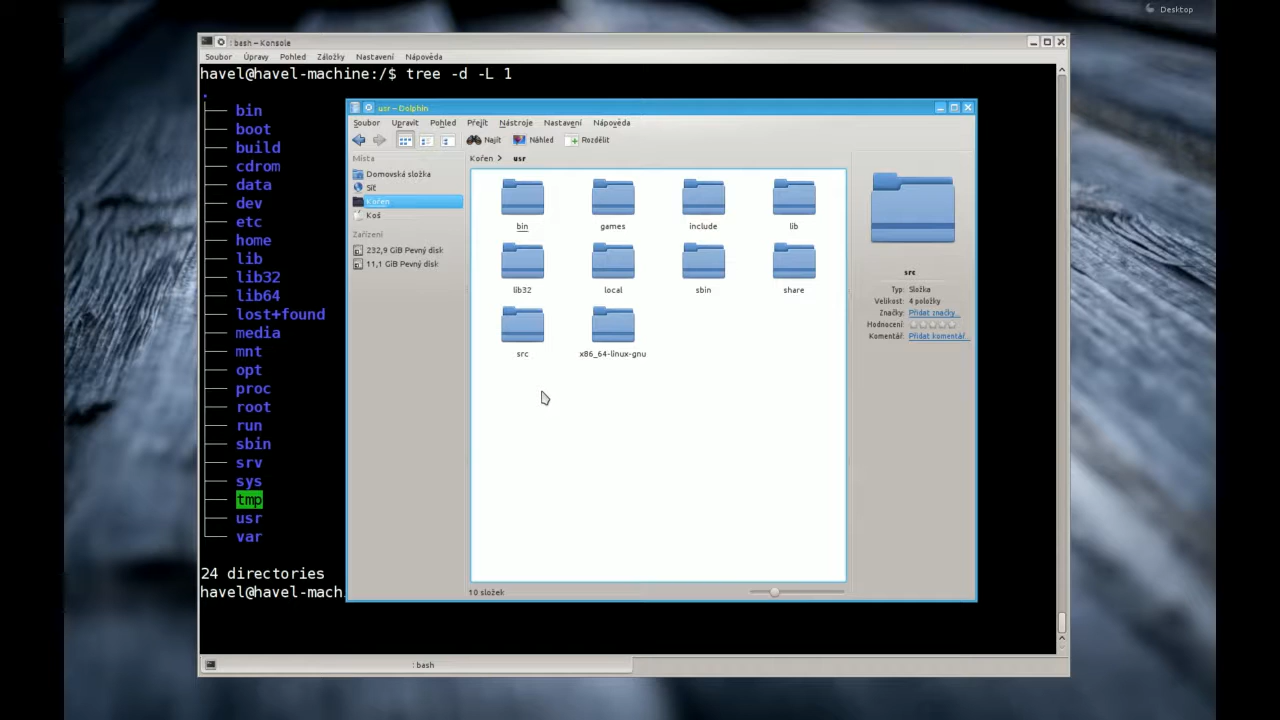 Desktop
: bash – Konsole
Soubor Úpravy Pohled Záložky Nastavení Nápověda
havel@havel-machine:/$ tree -d -L 1
.
bin
boot
build
cdrom
data
dev
etc
home
lib
lib32
lib64
lost+found
media
mnt
opt
proc
root
run
sbin
srv
sys
tmp
usr
var
24 directories
havel@havel-mach
usr – Dolphin
Soubor Upravit Pohled Přejít Nástroje Nastavení Nápověda
Najít Náhled Rozdělit
Místa
Domovská složka
Síť
Kořen
Koš
Zařízení
232,9 GiB Pevný disk
11,1 GiB Pevný disk
Kořen > usr
bin games include lib
lib32 local sbin share
src x86_64-linux-gnu
10 složek
src
Typ: Složka
Velikost: 4 položky
Značky: Přidat značky...
Hodnocení:
Komentář: Přidat komentář...
: bash